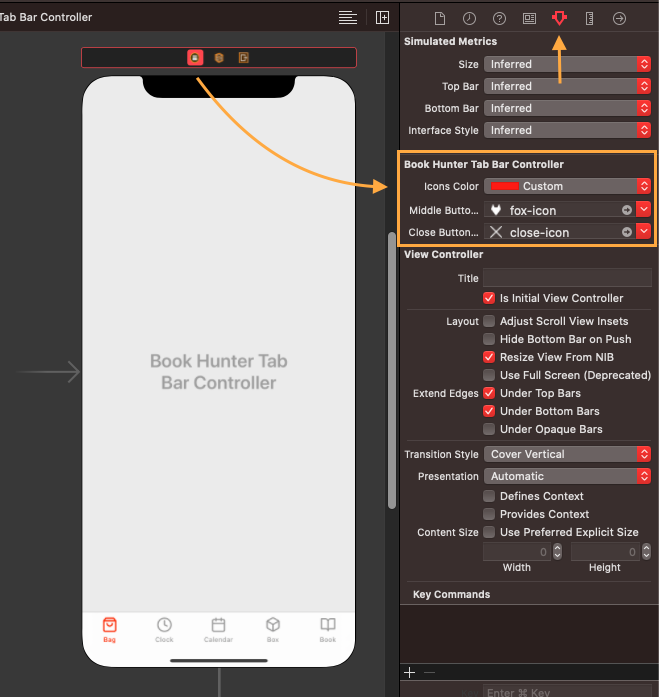 Tab Bar Controller
Simulated Metrics
Size Inferred
Top Bar Inferred
Bottom Bar Inferred
Interface Style Inferred
Book Hunter Tab Bar Controller
Icons Color Custom
Middle Butto... fox-icon
Close Button... close-icon
View Controller
Title
Is Initial View Controller
Layout Adjust Scroll View Insets
Hide Bottom Bar on Push
Resize View From NIB
Use Full Screen (Deprecated)
Extend Edges Under Top Bars
Under Bottom Bars
Under Opaque Bars
Transition Style Cover Vertical
Presentation Automatic
Defines Context
Provides Context
Content Size Use Preferred Explicit Size
0 0
Width Height
Key Commands
Enter ⌘ Key
Book Hunter Tab
Bar Controller
Bag Clock Calendar Box Book